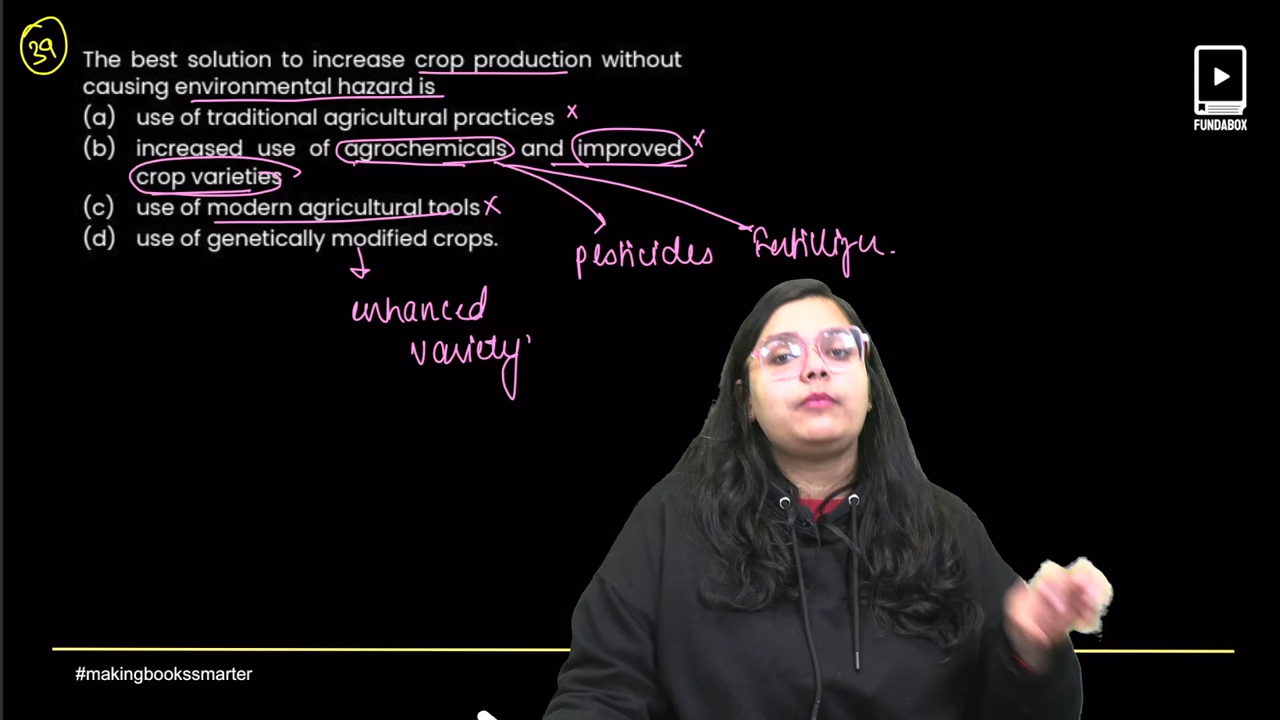 39
The best solution to increase crop production without
causing environmental hazard is
(a) use of traditional agricultural practices x
(b) increased use of agrochemicals and improved x
crop varieties
(c) use of modern agricultural tools x
(d) use of genetically modified crops.
pesticides Fertilizer.
enhanced
variety
FUNDABOX
#makingbookssmarter